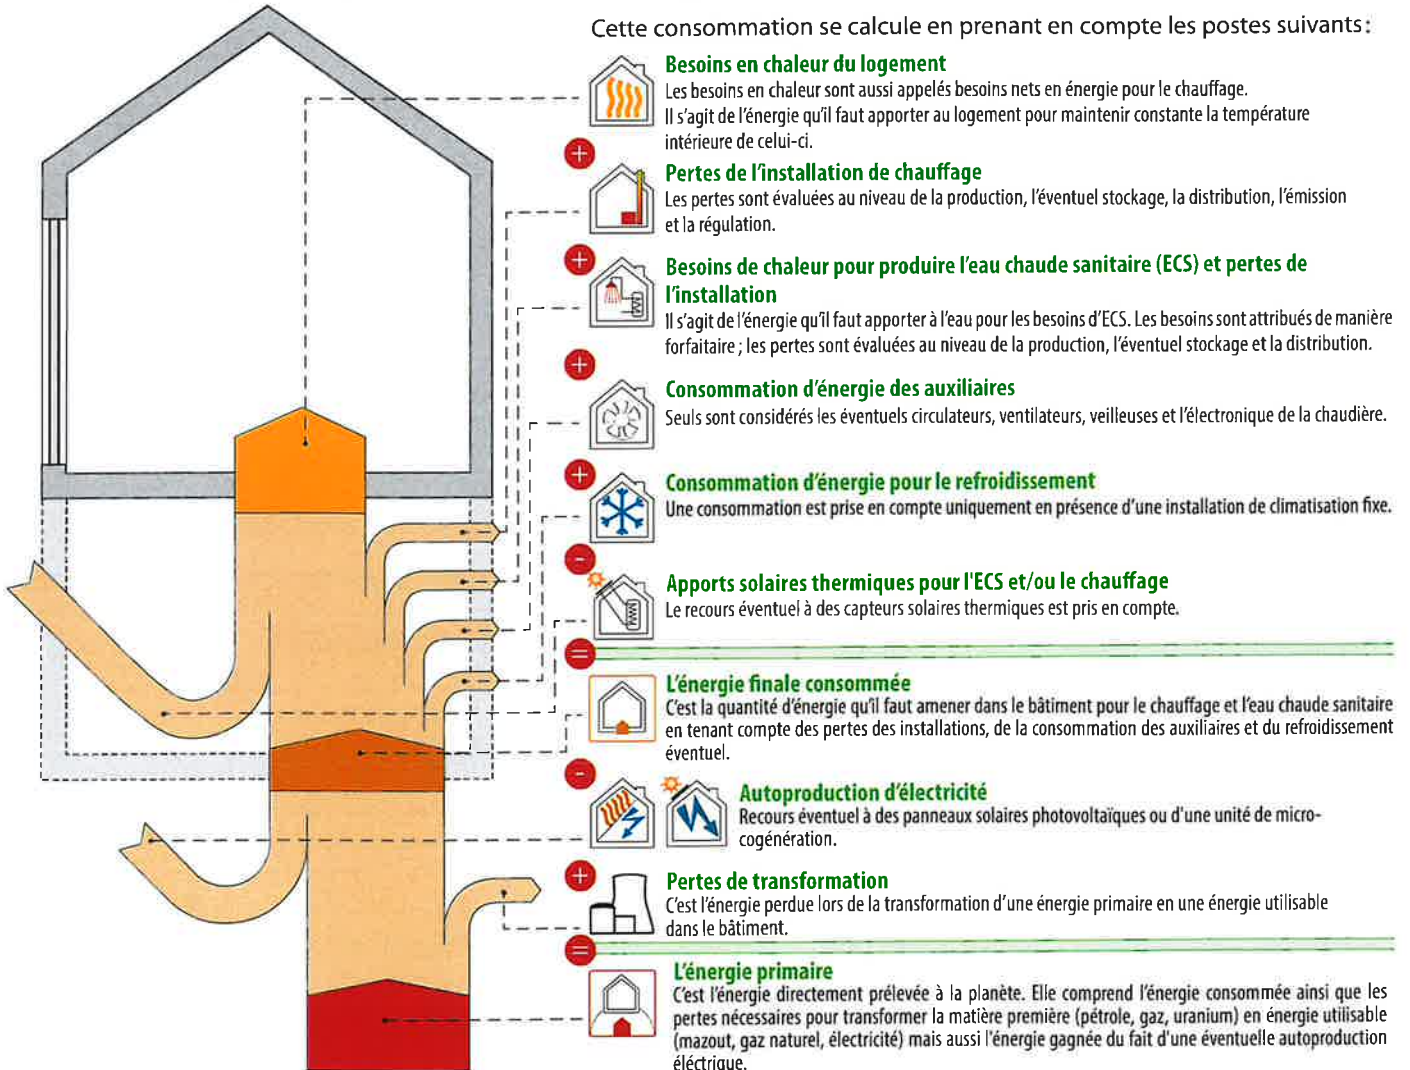 Cette consommation se calcule en prenant en compte les postes suivants :
Besoins en chaleur du logement
Les besoins en chaleur sont aussi appelés besoins nets en énergie pour le chauffage.
Il s'agit de l'énergie qu'il faut apporter au logement pour maintenir constante la température
intérieure de celui-ci.
+
Pertes de l'installation de chauffage
Les pertes sont évaluées au niveau de la production, l'éventuel stockage, la distribution, l'émission
et la régulation.
+
Besoins de chaleur pour produire l'eau chaude sanitaire (ECS) et pertes de
l'installation
Il s'agit de l'énergie qu'il faut apporter à l'eau pour les besoins d'ECS. Les besoins sont attribués de manière
forfaitaire ; les pertes sont évaluées au niveau de la production, l'éventuel stockage et la distribution.
+
Consommation d'énergie des auxiliaires
Seuls sont considérés les éventuels circulateurs, ventilateurs, veilleuses et l'électronique de la chaudière.
+
Consommation d'énergie pour le refroidissement
Une consommation est prise en compte uniquement en présence d'une installation de climatisation fixe.
-
Apports solaires thermiques pour l'ECS et/ou le chauffage
Le recours éventuel à des capteurs solaires thermiques est pris en compte.
=
L'énergie finale consommée
C'est la quantité d'énergie qu'il faut amener dans le bâtiment pour le chauffage et l'eau chaude sanitaire
en tenant compte des pertes des installations, de la consommation des auxiliaires et du refroidissement
éventuel.
-
Autoproduction d'électricité
Recours éventuel à des panneaux solaires photovoltaïques ou d'une unité de micro-
cogénération.
+
Pertes de transformation
C'est l'énergie perdue lors de la transformation d'une énergie primaire en une énergie utilisable
dans le bâtiment.
=
L'énergie primaire
C'est l'énergie directement prélevée à la planète. Elle comprend l'énergie consommée ainsi que les
pertes nécessaires pour transformer la matière première (pétrole, gaz, uranium) en énergie utilisable
(mazout, gaz naturel, électricité) mais aussi l'énergie gagnée du fait d'une éventuelle autoproduction
éléctrique.